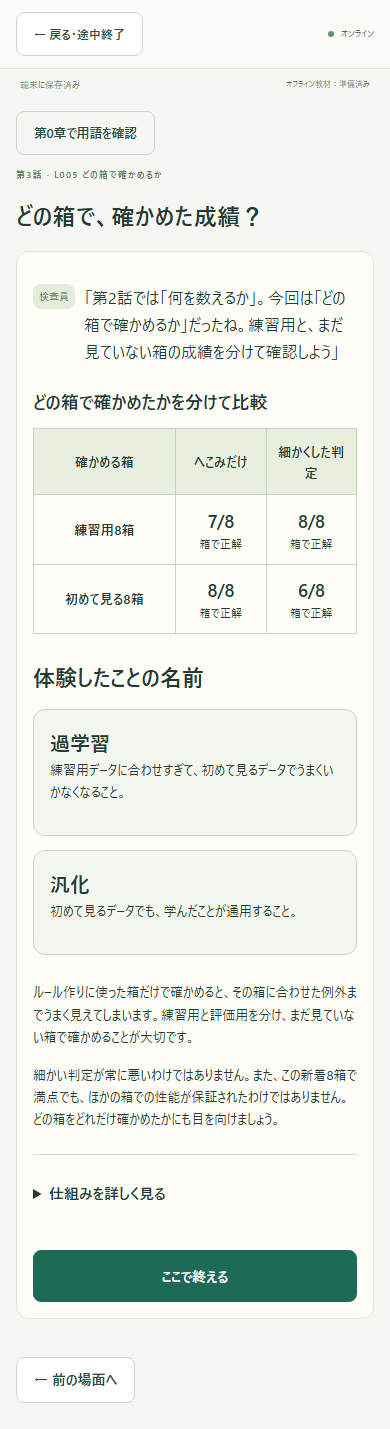 ← 戻る・途中終了
オンライン
端末に保存済み
オフライン教材：準備済み
第0章で用語を確認
第3話 · L005 どの箱で確かめるか
どの箱で、確かめた成績？
検査員
「第2話では「何を数えるか」。今回は「どの
箱で確かめるか」だったね。練習用と、まだ
見ていない箱の成績を分けて確認しよう」
どの箱で確かめたかを分けて比較
確かめる箱
へこみだけ
細かくした判
定
練習用8箱
7/8
箱で正解
8/8
箱で正解
初めて見る8箱
8/8
箱で正解
6/8
箱で正解
体験したことの名前
過学習
練習用データに合わせすぎて、初めて見るデータでうまくい
かなくなること。
汎化
初めて見るデータでも、学んだことが通用すること。
ルール作りに使った箱だけで確かめると、その箱に合わせた例外ま
でうまく見えてしまいます。練習用と評価用を分け、まだ見ていな
い箱で確かめることが大切です。
細かい判定が常に悪いわけではありません。また、この新着8箱で
満点でも、ほかの箱での性能が保証されたわけではありません。
どの箱をどれだけ確かめたかにも目を向けましょう。
▶ 仕組みを詳しく見る
ここで終える
← 前の場面へ